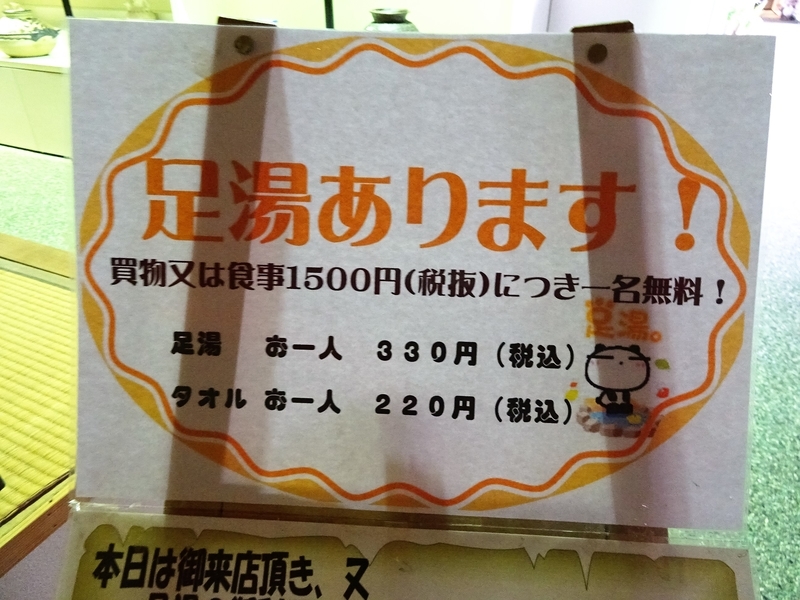 足湯あります！
買物又は食事1500円(税抜)につき一名無料！
足湯。
足湯 お一人 330円（税込）
タオル お一人 220円（税込）
本日は御来店頂き、又